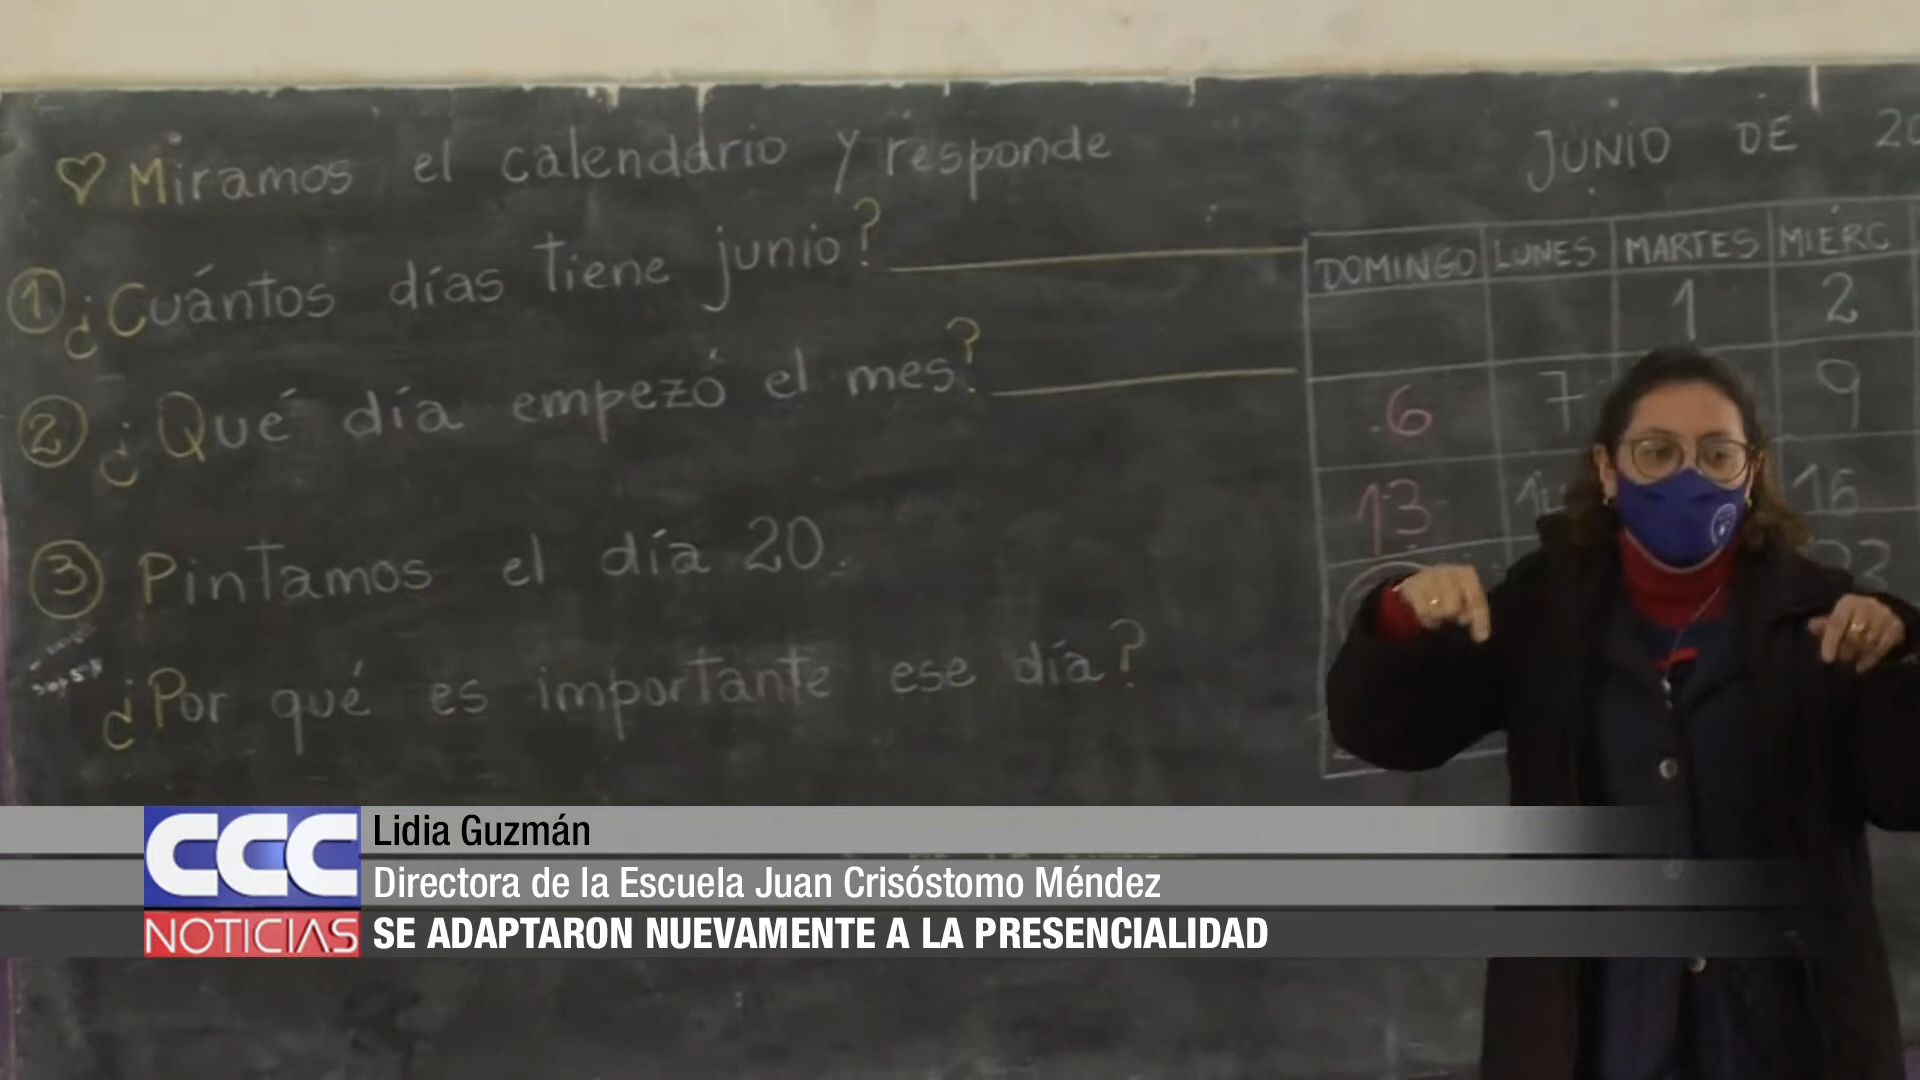 ♡ Miramos el calendario y responde
① ¿Cuántos días tiene junio?
② ¿Qué día empezó el mes?
③ Pintamos el día 20.
¿Por qué es importante ese día?
JUNIO DE 20
DOMINGO LUNES MARTES MIÉRC
1 2
6 7 9
13 16
CCC
NOTICIAS
Lidia Guzmán
Directora de la Escuela Juan Crisóstomo Méndez
SE ADAPTARON NUEVAMENTE A LA PRESENCIALIDAD